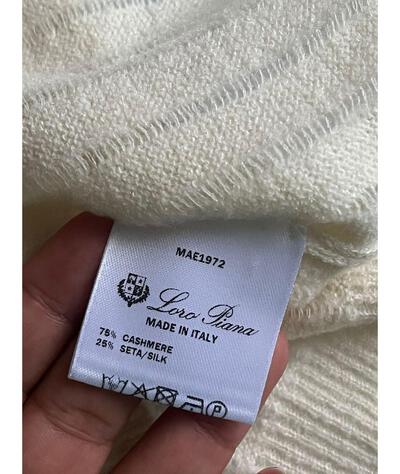 MAE1972
Loro Piana
MADE IN ITALY
75% CASHMERE
25% SETA/SILK
P